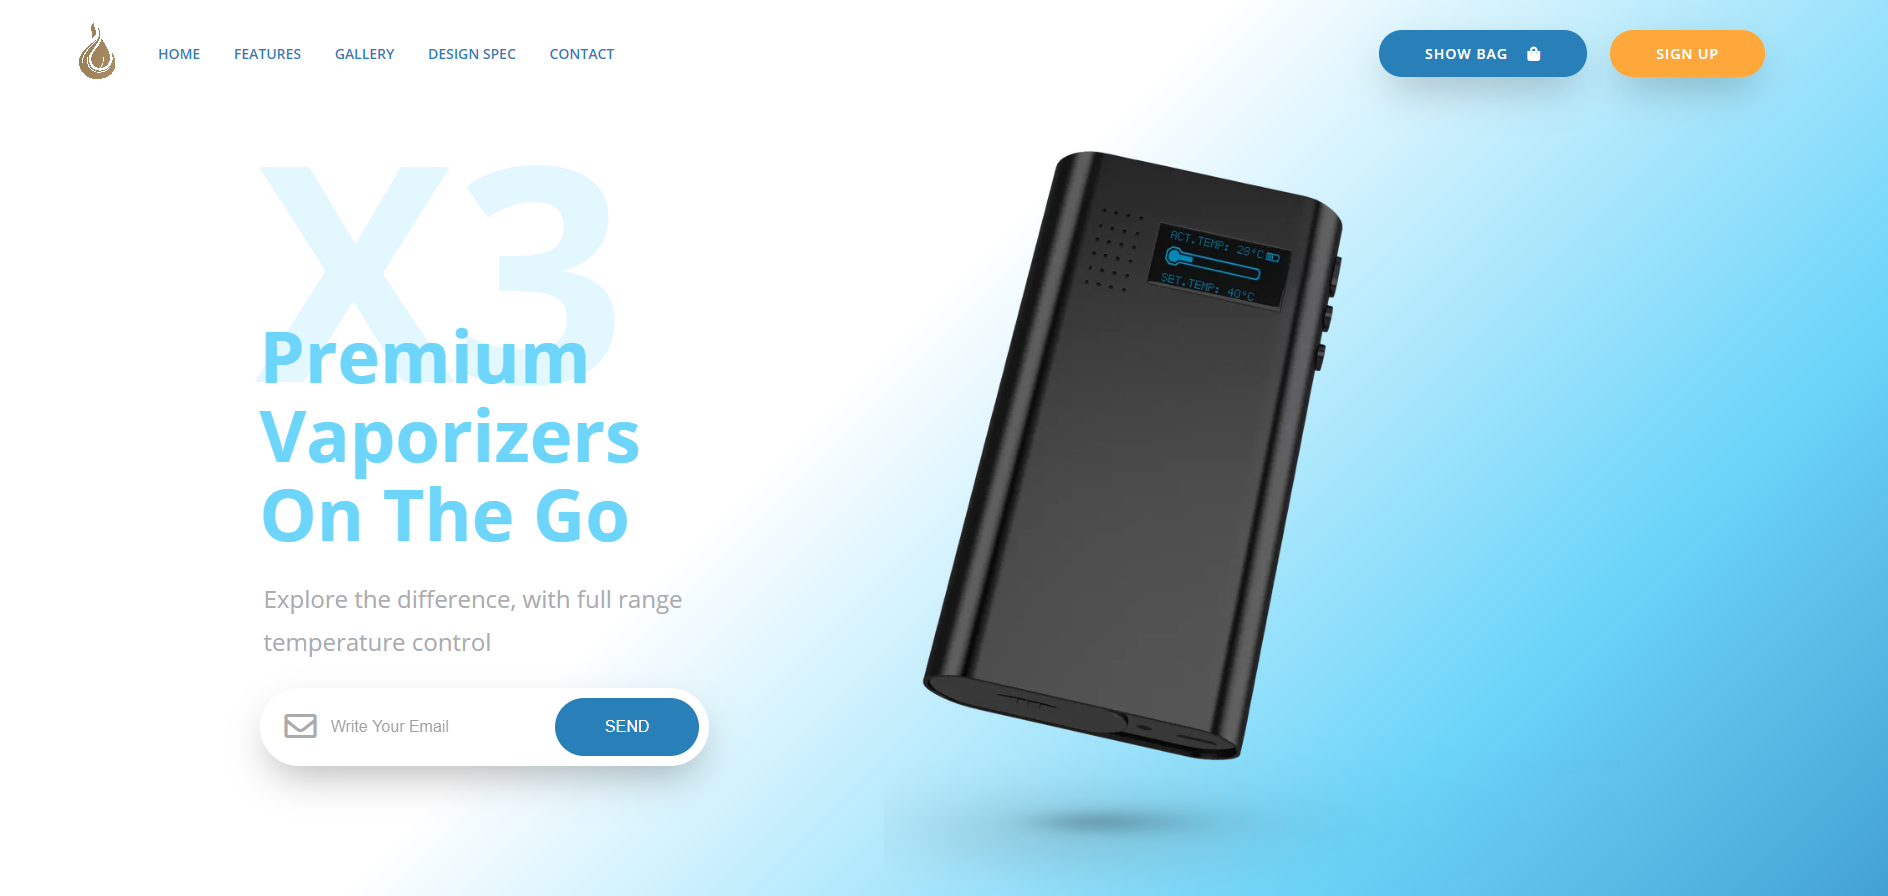 HOME FEATURES GALLERY DESIGN SPEC CONTACT
SHOW BAG
SIGN UP
X3
Premium
Vaporizers
On The Go
Explore the difference, with full range
temperature control
Write Your Email
SEND
ACT.TEMP: 28°C
SET.TEMP: 40°C